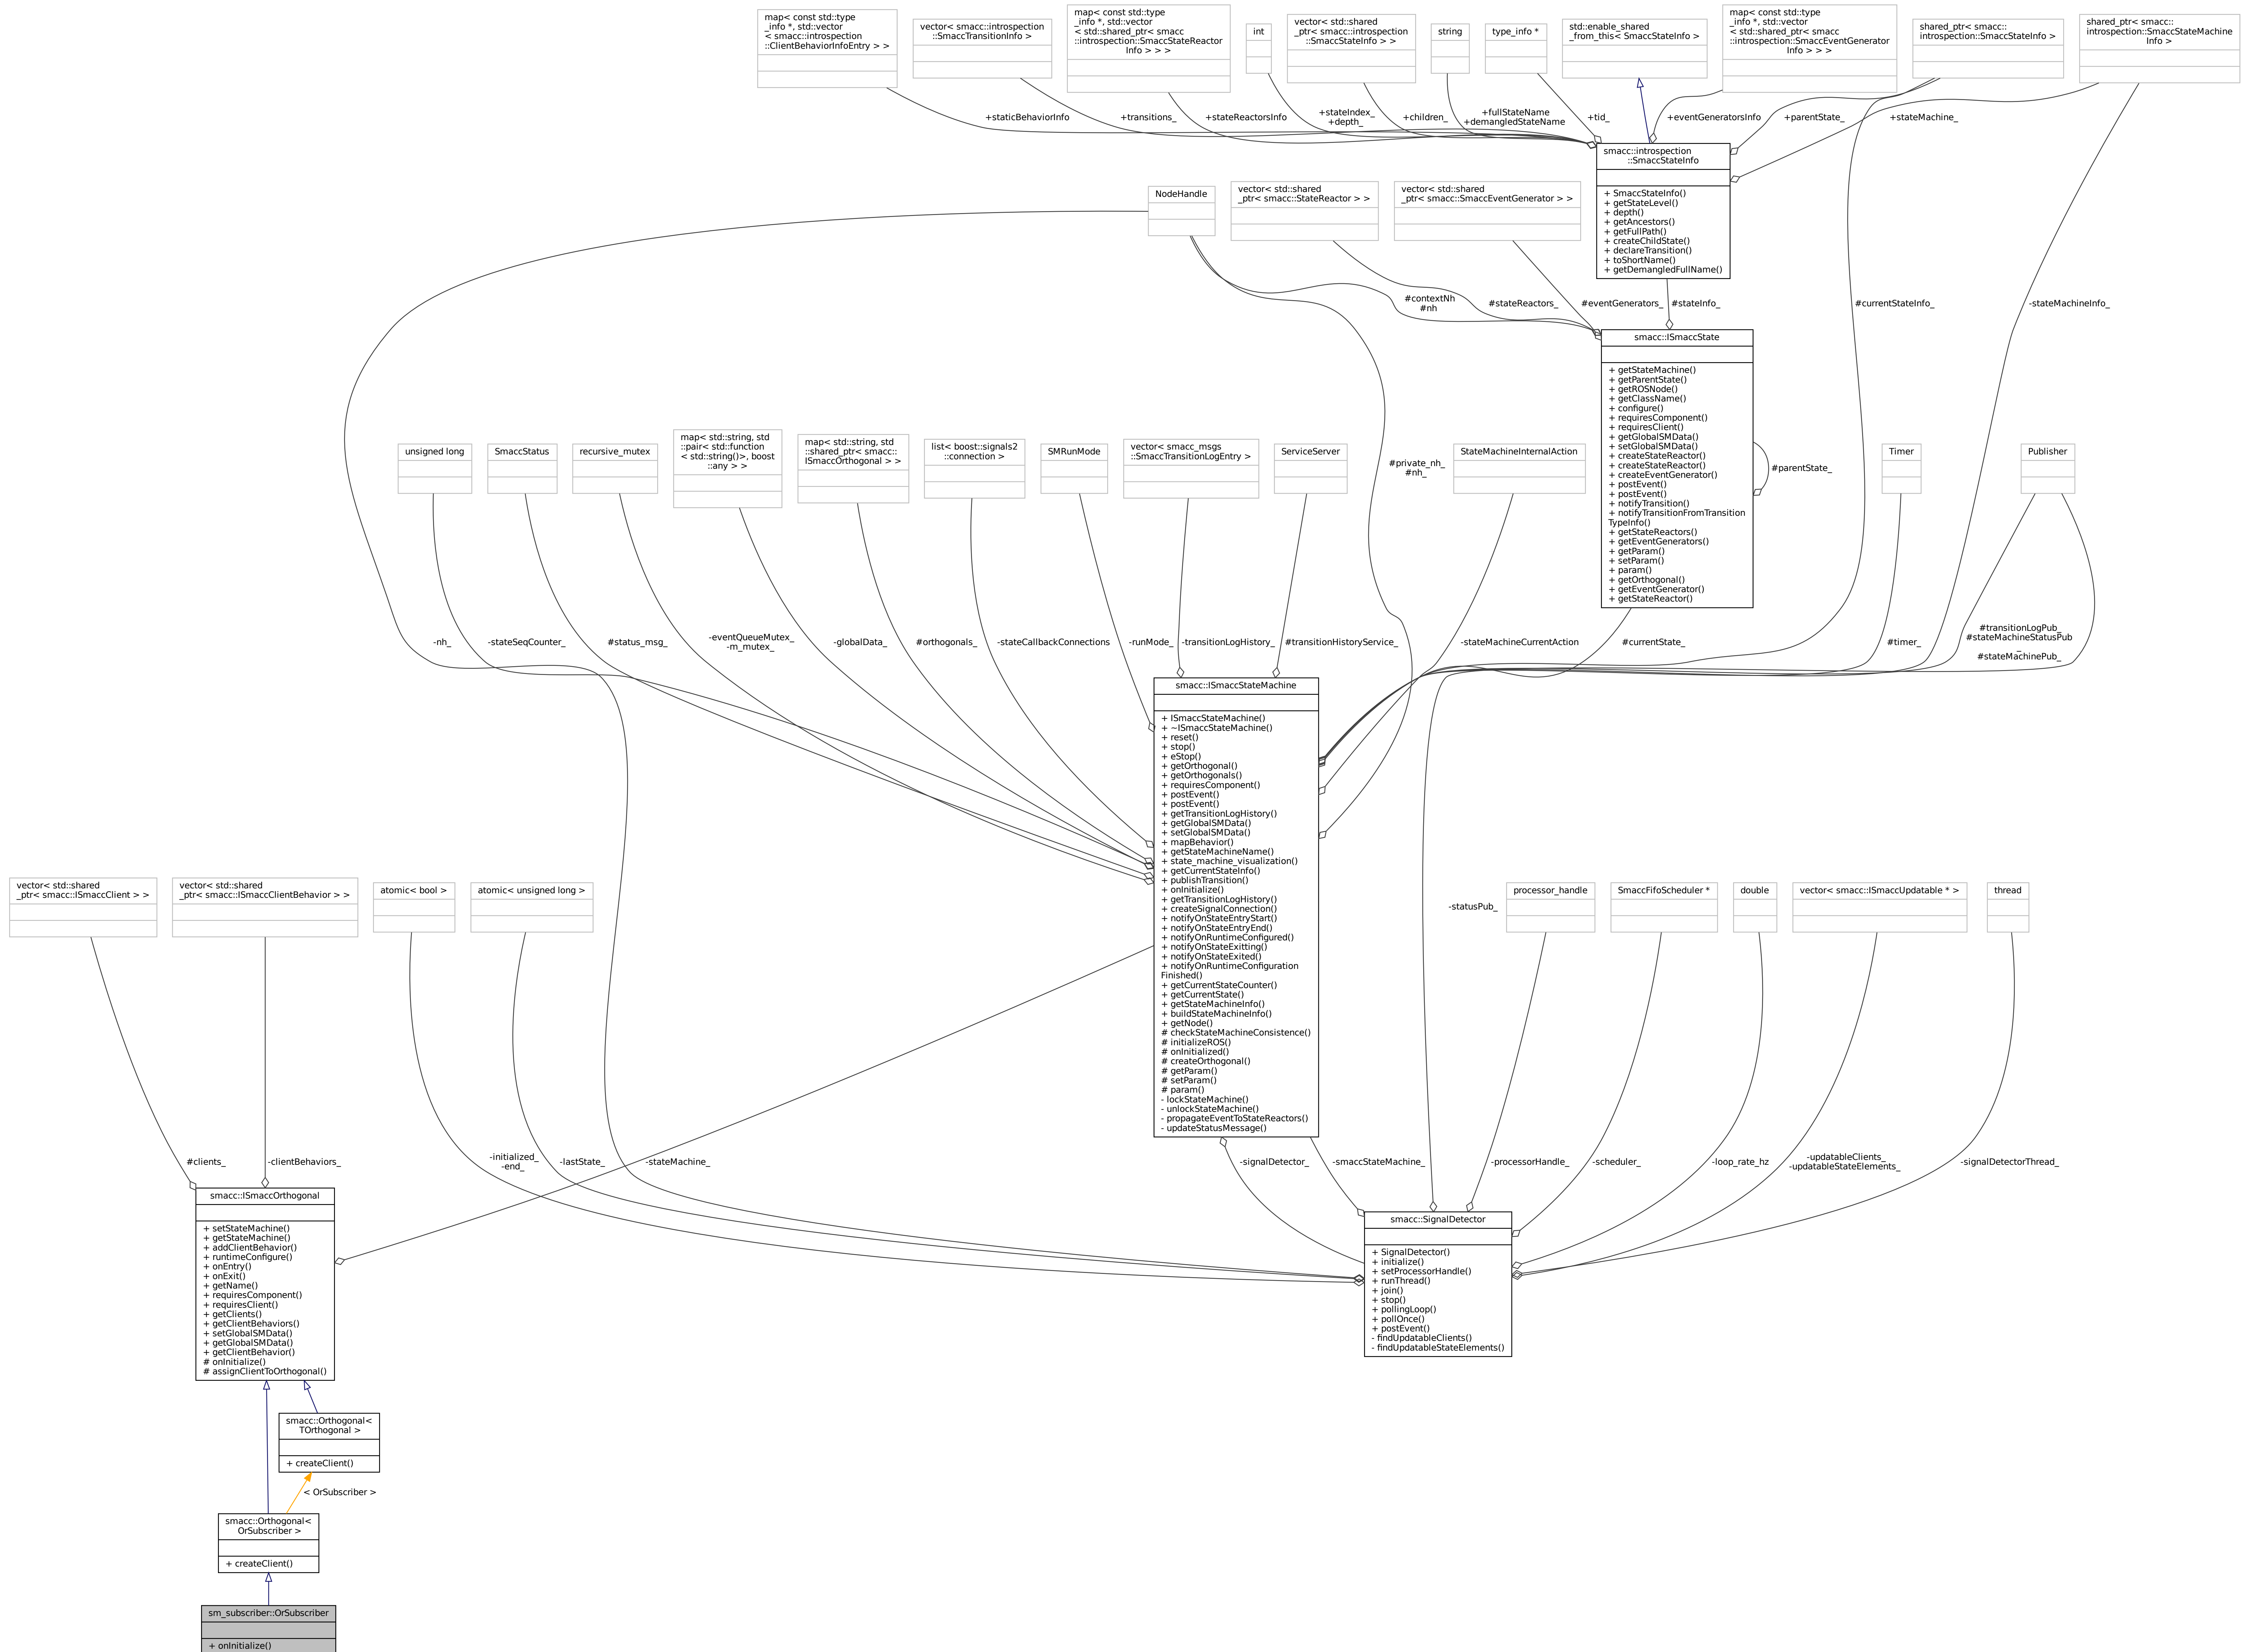 map< const std::type
_info *, std::vector
< smacc::introspection
::ClientBehaviorInfoEntry > >
vector< smacc::introspection
::SmaccTransitionInfo >
map< const std::type
_info *, std::vector
< std::shared_ptr< smacc
::introspection::SmaccStateReactor
Info > > >
int
vector< std::shared
_ptr< smacc::introspection
::SmaccStateInfo > >
string
type_info *
std::enable_shared
_from_this< SmaccStateInfo >
map< const std::type
_info *, std::vector
< std::shared_ptr< smacc
::introspection::SmaccEventGenerator
Info > > >
shared_ptr< smacc::
introspection::SmaccStateInfo >
shared_ptr< smacc::
introspection::SmaccStateMachine
Info >
+staticBehaviorInfo
+transitions_
+stateReactorsInfo
+stateIndex_
+depth_
+children_
+fullStateName
+demangledStateName
+tid_
+eventGeneratorsInfo
+parentState_
+stateMachine_
smacc::introspection
::SmaccStateInfo
+ SmaccStateInfo()
+ getStateLevel()
+ depth()
+ getAncestors()
+ getFullPath()
+ createChildState()
+ declareTransition()
+ toShortName()
+ getDemangledFullName()
NodeHandle
vector< std::shared
_ptr< smacc::StateReactor > >
vector< std::shared
_ptr< smacc::SmaccEventGenerator > >
#contextNh
#nh
#stateReactors_
#eventGenerators_
#stateInfo_
#currentStateInfo_
-stateMachineInfo_
smacc::ISmaccState
+ getStateMachine()
+ getParentState()
+ getROSNode()
+ getClassName()
+ configure()
+ requiresComponent()
+ requiresClient()
+ getGlobalSMData()
+ setGlobalSMData()
+ createStateReactor()
+ createStateReactor()
+ createEventGenerator()
+ postEvent()
+ postEvent()
+ notifyTransition()
+ notifyTransitionFromTransition
TypeInfo()
+ getStateReactors()
+ getEventGenerators()
+ getParam()
+ setParam()
+ param()
+ getOrthogonal()
+ getEventGenerator()
+ getStateReactor()
#parentState_
unsigned long
SmaccStatus
recursive_mutex
map< std::string, std
::pair< std::function
< std::string()>, boost
::any > >
map< std::string, std
::shared_ptr< smacc::
ISmaccOrthogonal > >
list< boost::signals2
::connection >
SMRunMode
vector< smacc_msgs
::SmaccTransitionLogEntry >
ServiceServer
#private_nh_
#nh_
StateMachineInternalAction
Timer
Publisher
-nh_
-stateSeqCounter_
#status_msg_
-eventQueueMutex_
-m_mutex_
-globalData_
#orthogonals_
-stateCallbackConnections
-runMode_
-transitionLogHistory_
#transitionHistoryService_
-stateMachineCurrentAction
#currentState_
#timer_
#transitionLogPub_
#stateMachineStatusPub
_
#stateMachinePub_
smacc::ISmaccStateMachine
+ ISmaccStateMachine()
+ ~ISmaccStateMachine()
+ reset()
+ stop()
+ eStop()
+ getOrthogonal()
+ getOrthogonals()
+ requiresComponent()
+ postEvent()
+ postEvent()
+ getTransitionLogHistory()
+ getGlobalSMData()
+ setGlobalSMData()
+ mapBehavior()
+ getStateMachineName()
+ state_machine_visualization()
+ getCurrentStateInfo()
+ publishTransition()
+ onInitialize()
+ getTransitionLogHistory()
+ createSignalConnection()
+ notifyOnStateEntryStart()
+ notifyOnStateEntryEnd()
+ notifyOnRuntimeConfigured()
+ notifyOnStateExitting()
+ notifyOnStateExited()
+ notifyOnRuntimeConfiguration
Finished()
+ getCurrentStateCounter()
+ getCurrentState()
+ getStateMachineInfo()
+ buildStateMachineInfo()
+ getNode()
# checkStateMachineConsistence()
# initializeROS()
# onInitialized()
# createOrthogonal()
# getParam()
# setParam()
# param()
- lockStateMachine()
- unlockStateMachine()
- propagateEventToStateReactors()
- updateStatusMessage()
vector< std::shared
_ptr< smacc::ISmaccClient > >
vector< std::shared
_ptr< smacc::ISmaccClientBehavior > >
atomic< bool >
atomic< unsigned long >
-statusPub_
processor_handle
SmaccFifoScheduler *
double
vector< smacc::ISmaccUpdatable * >
thread
#clients_
-clientBehaviors_
-initialized_
-end_
-lastState_
-stateMachine_
-signalDetector_
-smaccStateMachine_
-processorHandle_
-scheduler_
-loop_rate_hz
-updatableClients_
-updatableStateElements_
-signalDetectorThread_
smacc::ISmaccOrthogonal
+ setStateMachine()
+ getStateMachine()
+ addClientBehavior()
+ runtimeConfigure()
+ onEntry()
+ onExit()
+ getName()
+ requiresComponent()
+ requiresClient()
+ getClients()
+ getClientBehaviors()
+ setGlobalSMData()
+ getGlobalSMData()
+ getClientBehavior()
# onInitialize()
# assignClientToOrthogonal()
smacc::SignalDetector
+ SignalDetector()
+ initialize()
+ setProcessorHandle()
+ runThread()
+ join()
+ stop()
+ pollingLoop()
+ pollOnce()
+ postEvent()
- findUpdatableClients()
- findUpdatableStateElements()
smacc::Orthogonal<
TOrthogonal >
+ createClient()
< OrSubscriber >
smacc::Orthogonal<
OrSubscriber >
+ createClient()
sm_subscriber::OrSubscriber
+ onInitialize()